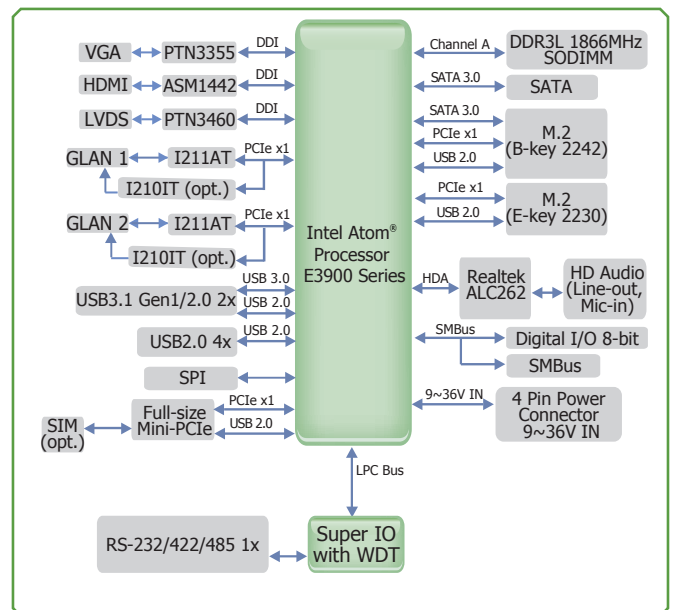 VGA
PTN3355
DDI
HDMI
ASM1442
DDI
LVDS
PTN3460
DDI
GLAN 1
I211AT
PCIe x1
I210IT (opt.)
GLAN 2
I211AT
PCIe x1
I210IT (opt.)
USB3.1 Gen1/2.0 2x
USB 3.0
USB 2.0
USB2.0 4x
USB 2.0
SPI
SIM
(opt.)
Full-size
Mini-PCIe
PCIe x1
USB 2.0
Intel Atom®
Processor
E3900 Series
Channel A
DDR3L 1866MHz
SODIMM
SATA 3.0
SATA
SATA 3.0
PCIe x1
USB 2.0
M.2
(B-key 2242)
PCIe x1
USB 2.0
M.2
(E-key 2230)
HDA
Realtek
ALC262
HD Audio
(Line-out,
Mic-in)
SMBus
Digital I/O 8-bit
SMBus
9~36V IN
4 Pin Power
Connector
9~36V IN
LPC Bus
RS-232/422/485 1x
Super IO
with WDT